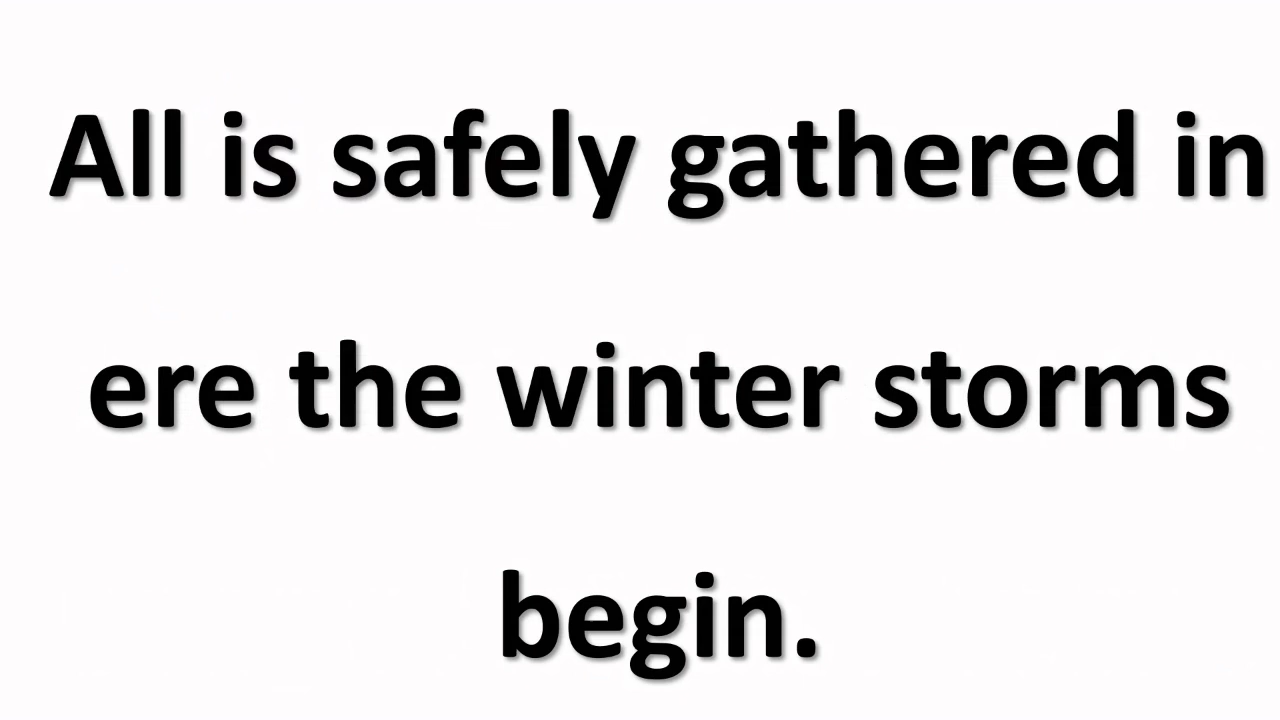 All is safely gathered in
ere the winter storms
begin.